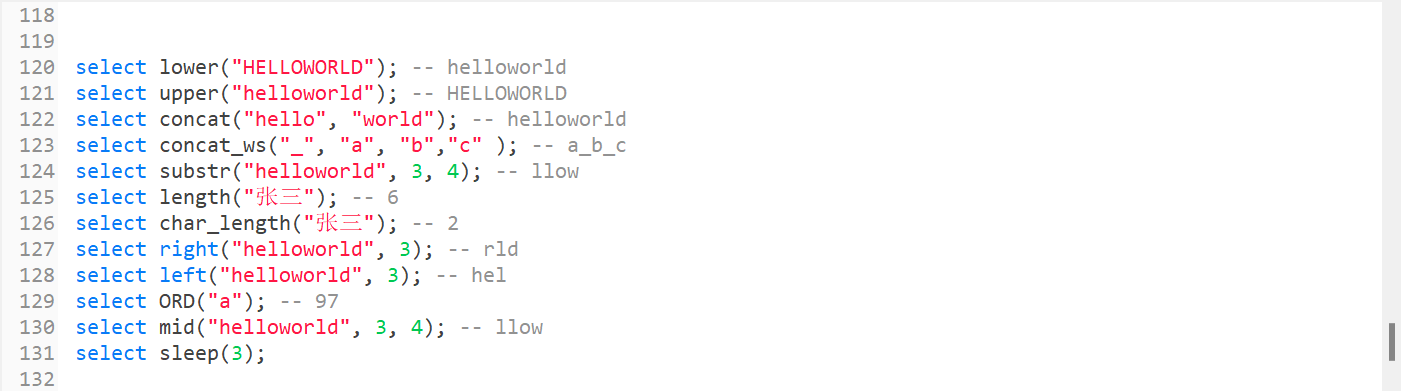 118
119
120 select lower("HELLOWORLD"); -- helloworld
121 select upper("helloworld"); -- HELLOWORLD
122 select concat("hello", "world"); -- helloworld
123 select concat_ws("_", "a", "b","c" ); -- a_b_c
124 select substr("helloworld", 3, 4); -- llow
125 select length("张三"); -- 6
126 select char_length("张三"); -- 2
127 select right("helloworld", 3); -- rld
128 select left("helloworld", 3); -- hel
129 select ORD("a"); -- 97
130 select mid("helloworld", 3, 4); -- llow
131 select sleep(3);
132